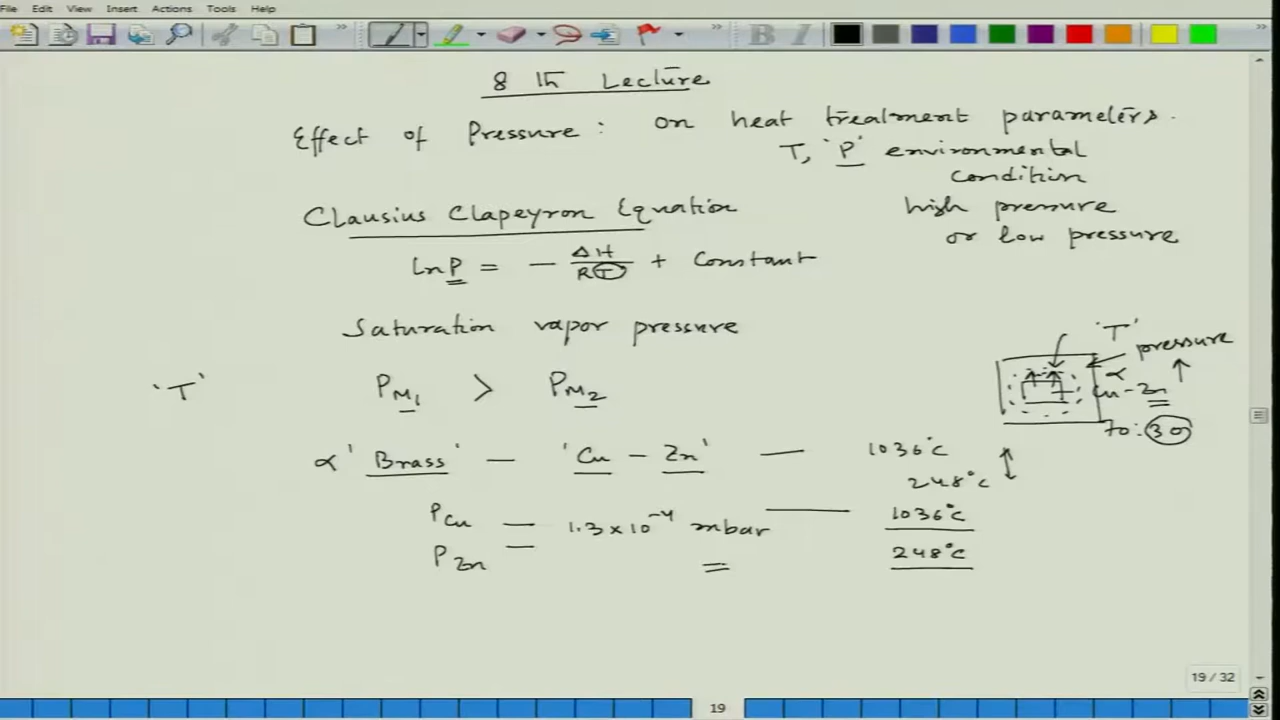 File Edit View Insert Actions Tools Help
8 th Lecture
Effect of Pressure : on heat treatment parameters.
T, 'P' environmental
condition
high pressure
or low pressure
Clausius Clapeyron Equation
ln P = - ΔH / RT + Constant
Saturation vapor pressure
'T'
pressure
α
Cu-Zn
70:30
'T' P_M1 > P_M2
α 'Brass' - 'Cu - Zn' — 1036°C
248°C
P_Cu — 1.3×10⁻⁴ mbar — 1036°C
P_Zn = 248°C
19 / 32
19